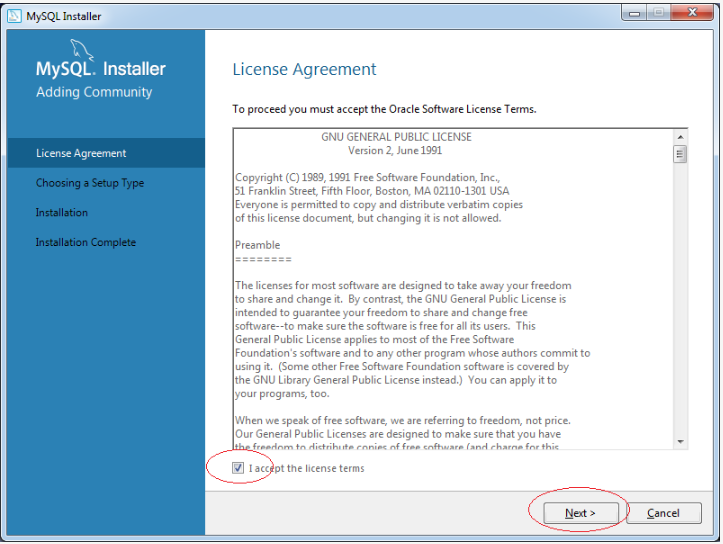 MySQL Installer
MySQL. Installer
Adding Community
License Agreement
Choosing a Setup Type
Installation
Installation Complete
License Agreement
To proceed you must accept the Oracle Software License Terms.
GNU GENERAL PUBLIC LICENSE
Version 2, June 1991
Copyright (C) 1989, 1991 Free Software Foundation, Inc.,
51 Franklin Street, Fifth Floor, Boston, MA 02110-1301 USA
Everyone is permitted to copy and distribute verbatim copies
of this license document, but changing it is not allowed.
Preamble
========
The licenses for most software are designed to take away your freedom
to share and change it.  By contrast, the GNU General Public License is
intended to guarantee your freedom to share and change free
software--to make sure the software is free for all its users.  This
General Public License applies to most of the Free Software
Foundation's software and to any other program whose authors commit to
using it.  (Some other Free Software Foundation software is covered by
the GNU Library General Public License instead.)  You can apply it to
your programs, too.
When we speak of free software, we are referring to freedom, not price.
Our General Public Licenses are designed to make sure that you have
the freedom to distribute copies of free software (and charge for this
I accept the license terms
Next >
Cancel